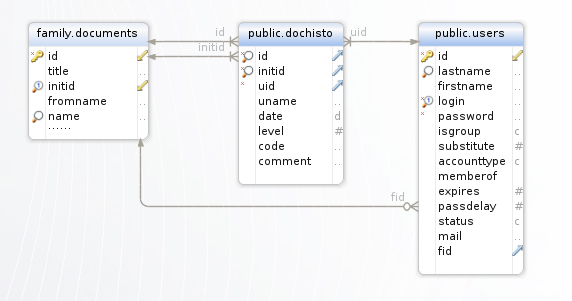 family.documents
id
title
initid
fromname
name
......
id
initid
public.dochisto
id
initid
uid
uname
date
d
level
#
code
comment
uid
public.users
id
lastname
firstname
login
password
isgroup
c
substitute
#
accounttype
c
memberof
expires
#
passdelay
#
status
c
mail
fid
fid